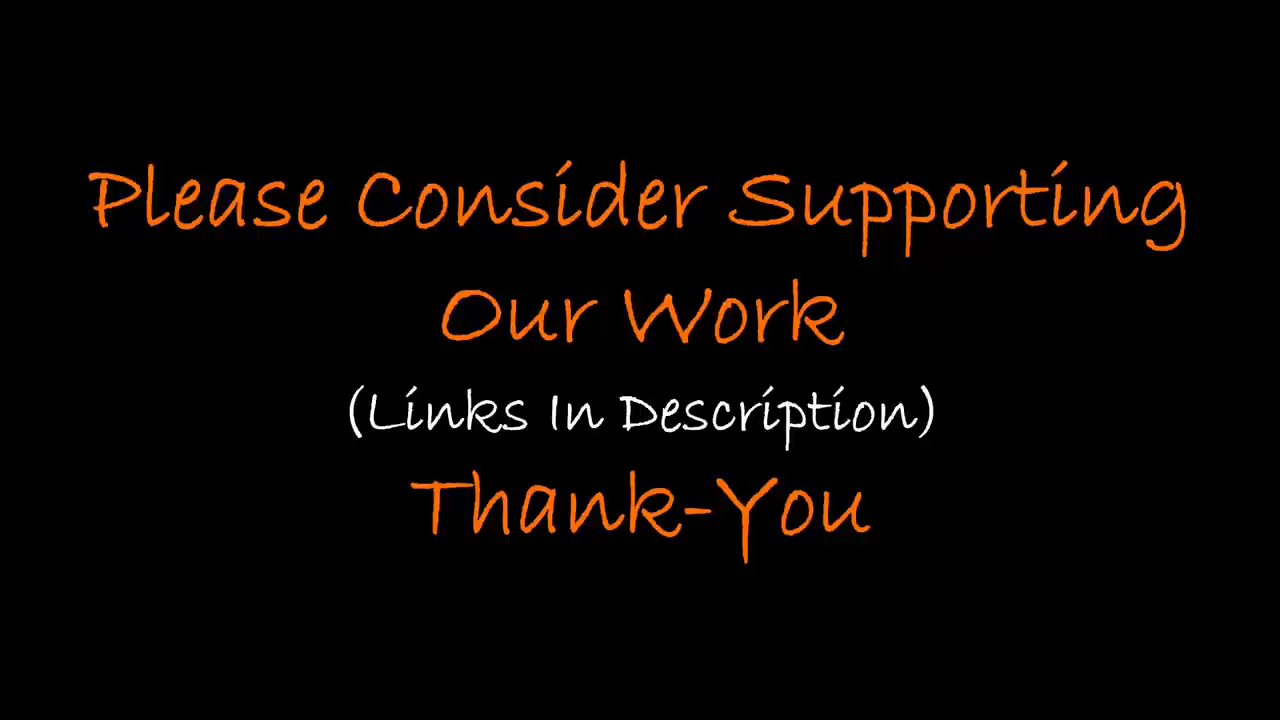 Please Consider Supporting
Our Work
(Links In Description)
Thank-You